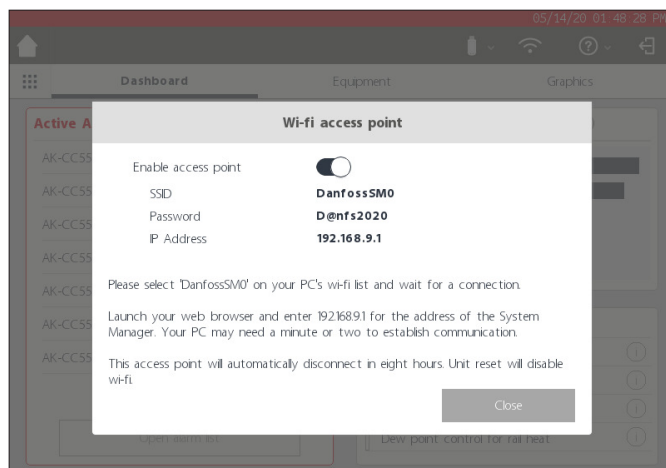 05/14/20 01 48 28 PM
Dashboard Equipment Graphics
Active A
Wi-fi access point
AK-CC55
Enable access point
AK-CC55
SSID DanfossSM0
Password D@nfs2020
AK-CC55
IP Address 192.168.9.1
AK-CC55
AK-CC55
Please select 'DanfossSM0' on your PC's wi-fi list and wait for a connection.
Launch your web browser and enter 192.168.9.1 for the address of the System
AK-CC55
Manager. Your PC may need a minute or two to establish communication.
AK-CC55
This access point will automatically disconnect in eight hours. Unit reset will disable
wi-fi.
Close
Open alarm list
Dew point control for rail heat